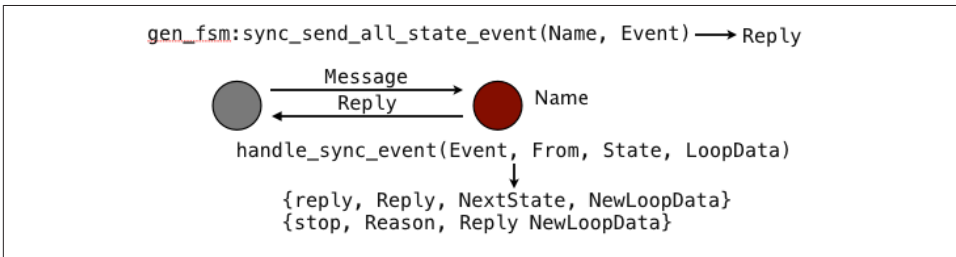 gen_fsm:sync_send_all_state_event(Name, Event) → Reply
Message
Reply
Name
handle_sync_event(Event, From, State, LoopData)
{reply, Reply, NextState, NewLoopData}
{stop, Reason, Reply NewLoopData}